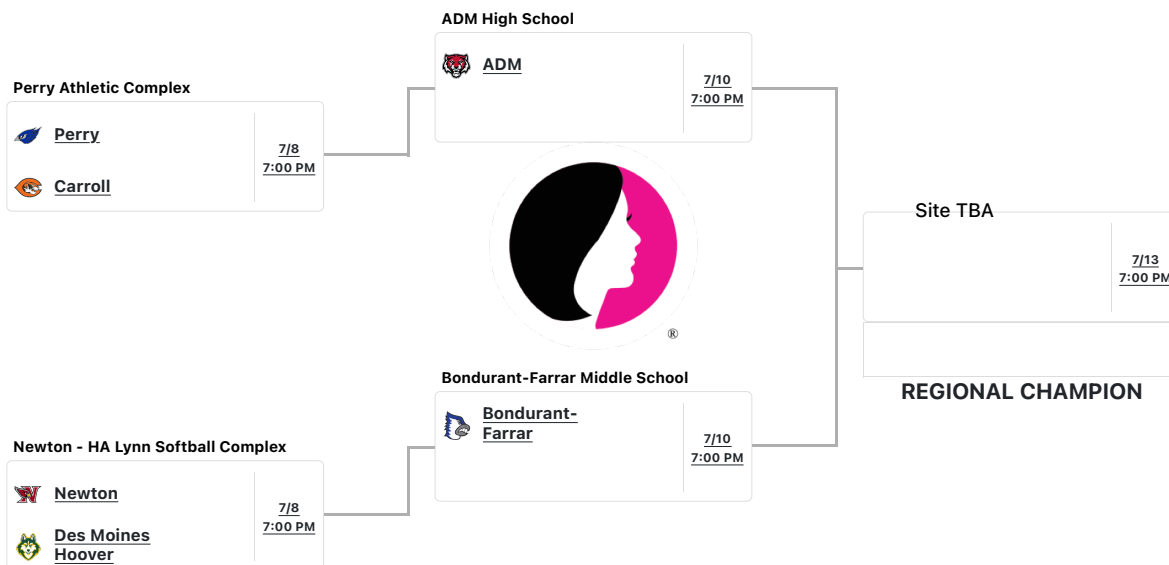 ADM High School
ADM
7/10
7:00 PM
Perry Athletic Complex
Perry
Carroll
7/8
7:00 PM
Site TBA
7/13
7:00 PM
®
REGIONAL CHAMPION
Bondurant-Farrar Middle School
Bondurant-
Farrar
7/10
7:00 PM
Newton - HA Lynn Softball Complex
Newton
Des Moines
Hoover
7/8
7:00 PM